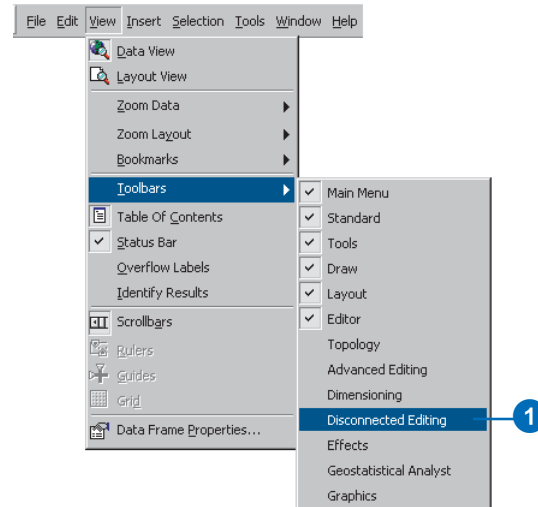 File Edit View Insert Selection Tools Window Help
Data View
Layout View
Zoom Data
Zoom Layout
Bookmarks
Toolbars
Table Of Contents
Status Bar
Overflow Labels
Identify Results
Scrollbars
Rulers
Guides
Grid
Data Frame Properties...
Main Menu
Standard
Tools
Draw
Layout
Editor
Topology
Advanced Editing
Dimensioning
Disconnected Editing
1
Effects
Geostatistical Analyst
Graphics